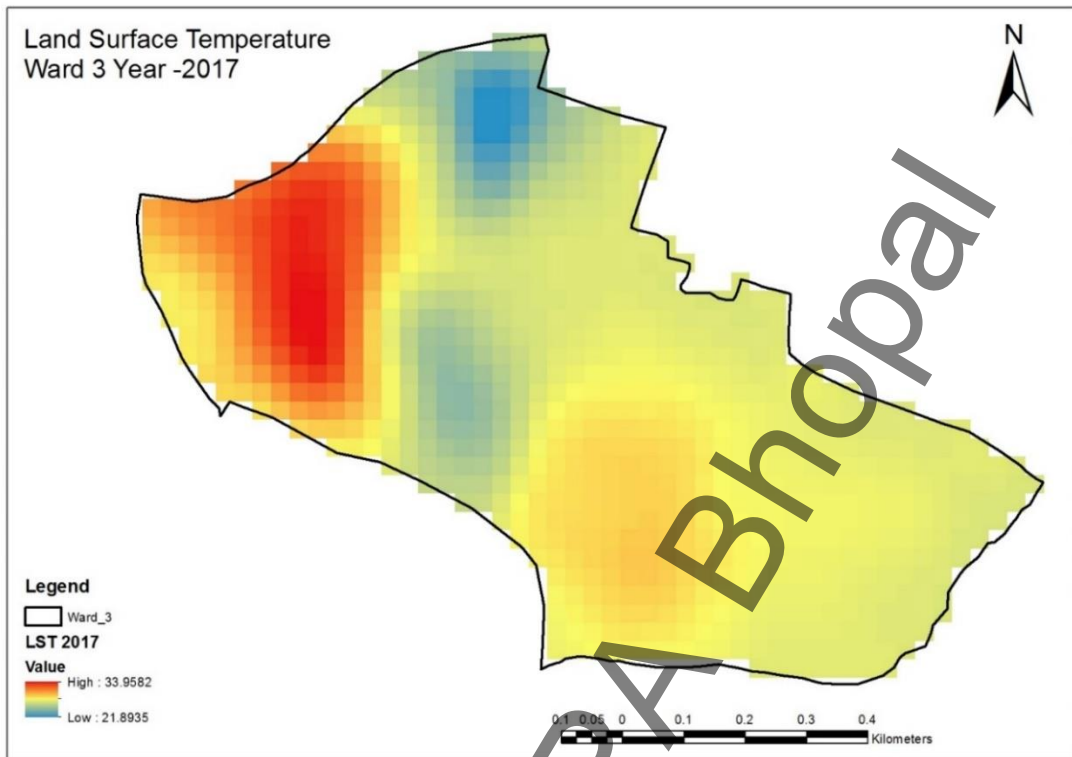 Land Surface Temperature
Ward 3 Year -2017
N
PA Bhopal
Legend
Ward_3
LST 2017
Value
High : 33.9582
Low : 21.8935
0.1 0.05 0 0.1 0.2 0.3 0.4
Kilometers